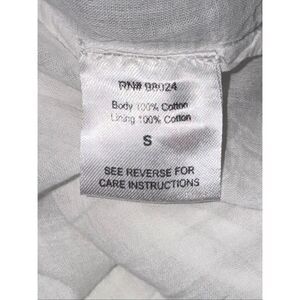 RN# 98024
Body 100% Cotton
Lining 100% Cotton
S
SEE REVERSE FOR
CARE INSTRUCTIONS